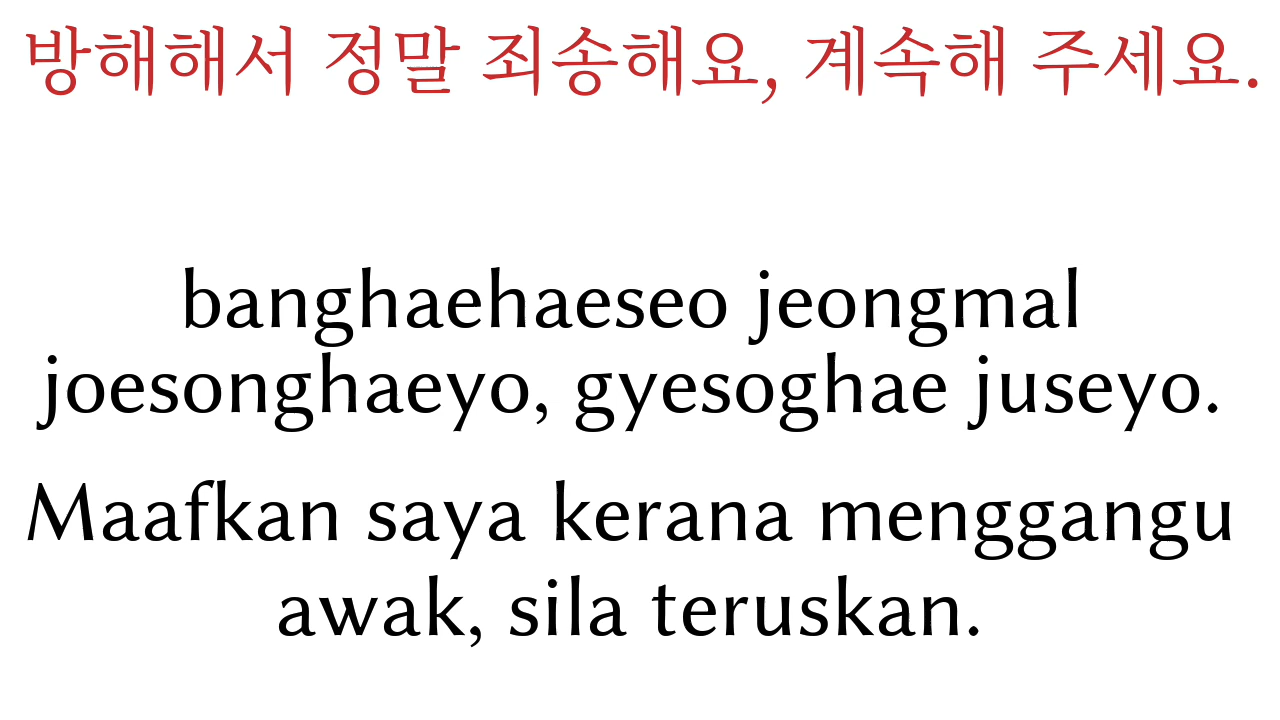 방해해서 정말 죄송해요, 계속해 주세요.
banghaehaeseo jeongmal
joesonghaeyo, gyesoghae juseyo.
Maafkan saya kerana mengganggu
awak, sila teruskan.